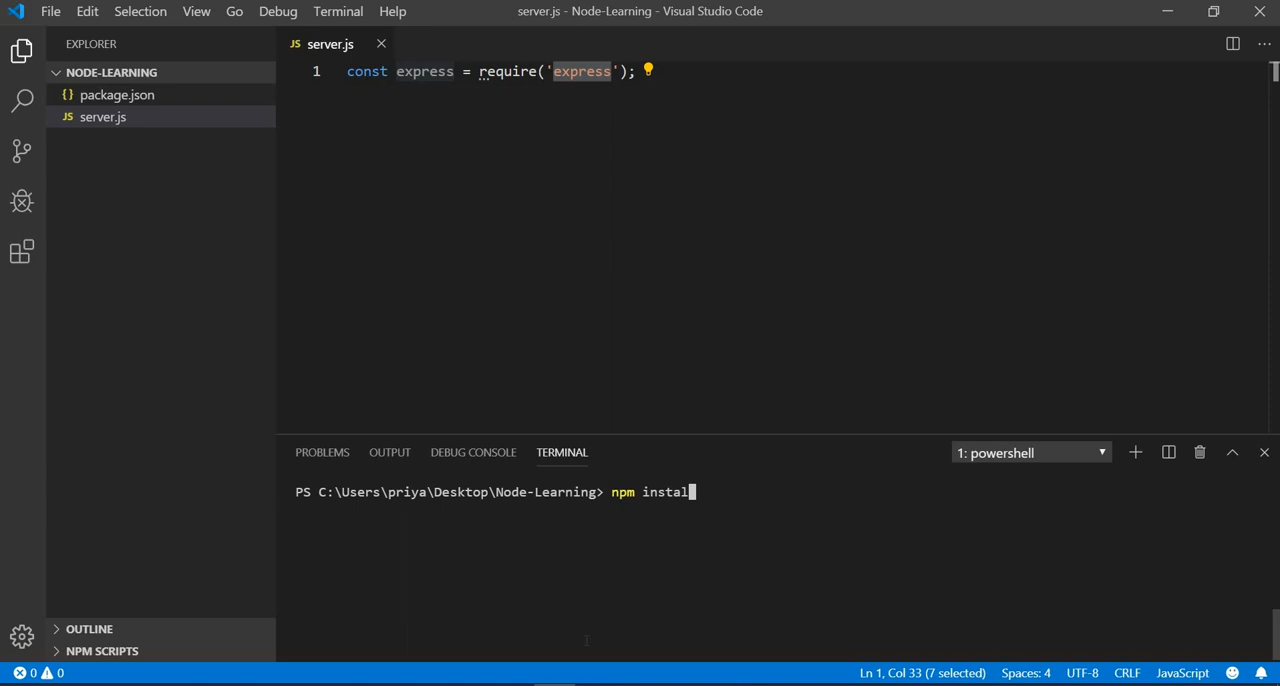 File Edit Selection View Go Debug Terminal Help
server.js - Node-Learning - Visual Studio Code
EXPLORER
NODE-LEARNING
{} package.json
JS server.js
OUTLINE
NPM SCRIPTS
JS server.js
1 const express = require('express');
PROBLEMS OUTPUT DEBUG CONSOLE TERMINAL
1: powershell
PS C:\Users\priya\Desktop\Node-Learning> npm instal
0 0
Ln 1, Col 33 (7 selected) Spaces: 4 UTF-8 CRLF JavaScript